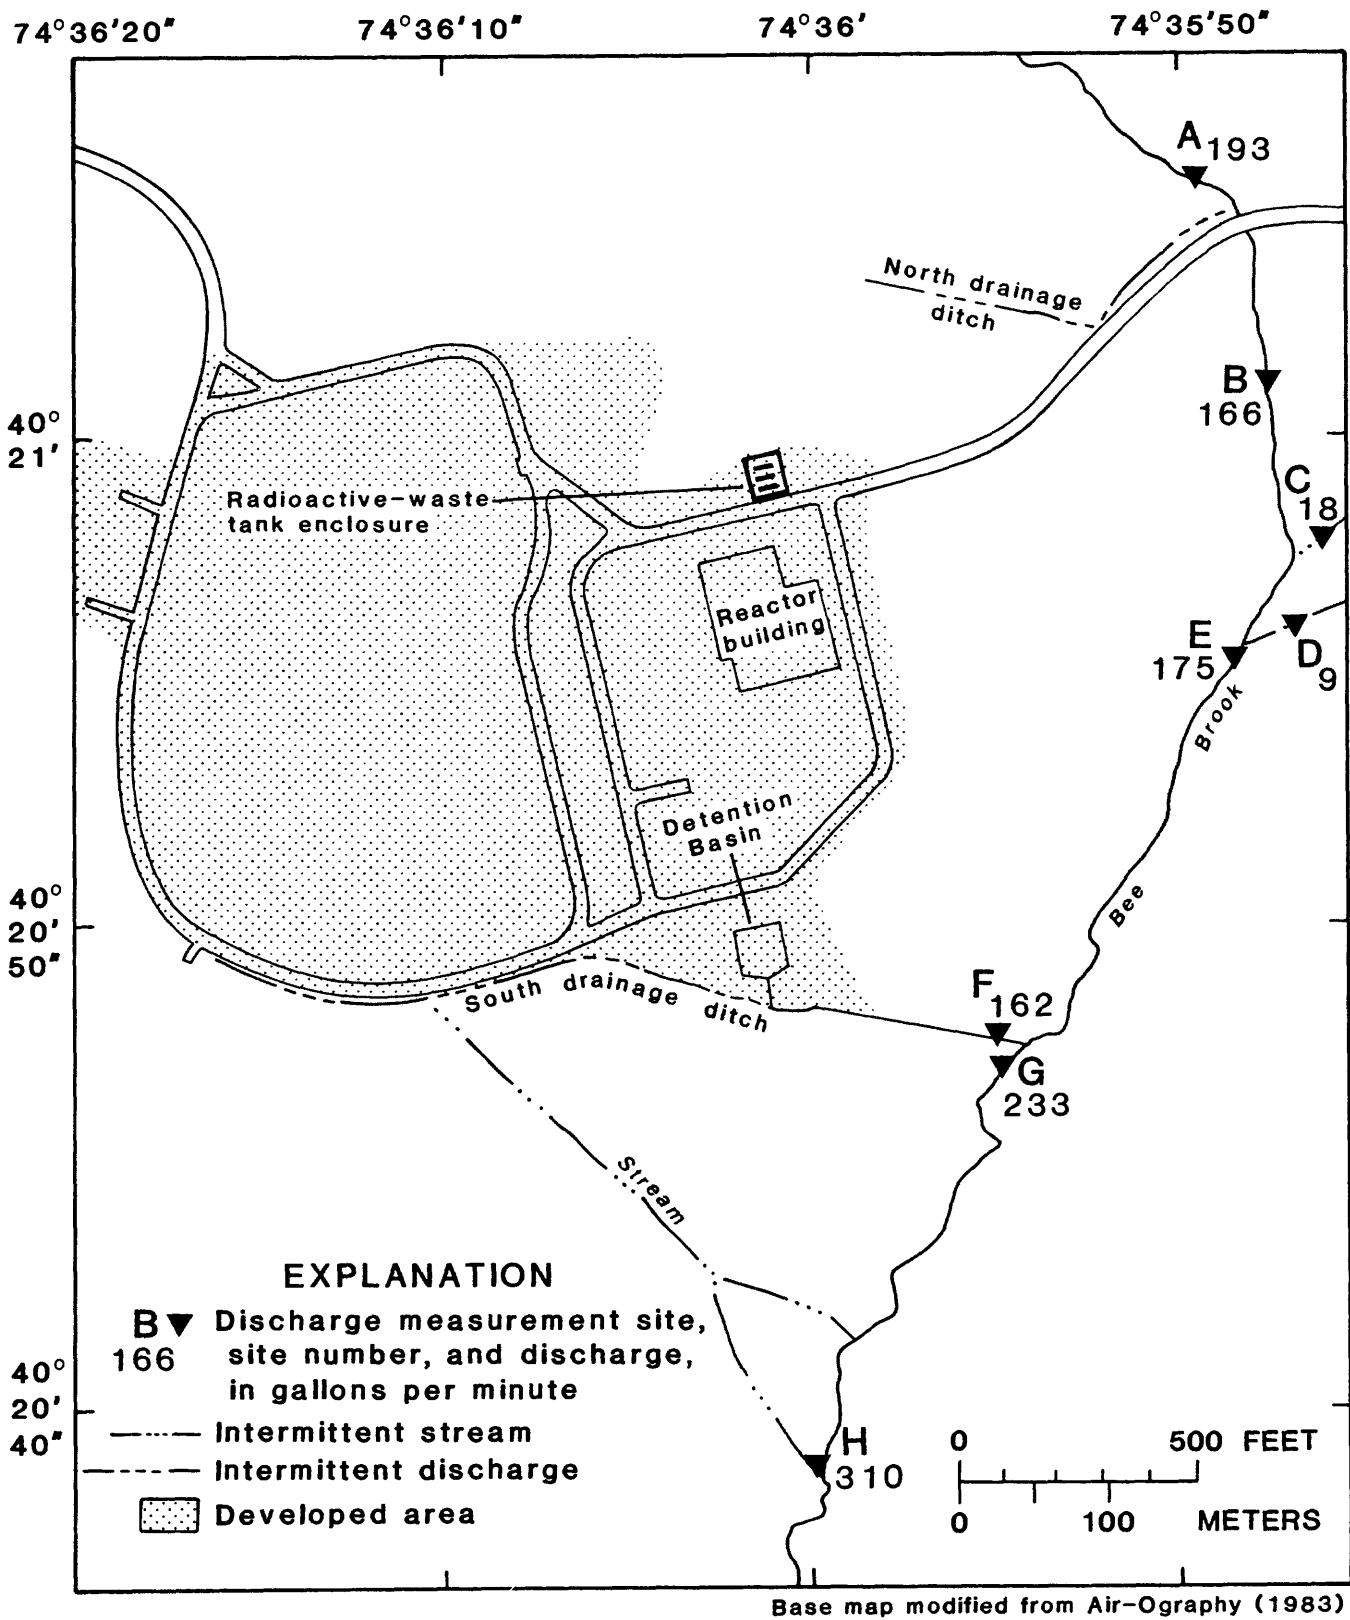 74°36'20" 74°36'10" 74°36' 74°35'50"
A 193
North drainage
ditch
B
166
40°
21'
C
18
Radioactive-waste
tank enclosure
Reactor
building
E
175
D 9
Brook
Detention
Basin
Bee
40°
20'
50"
South drainage ditch
F 162
G
233
Stream
EXPLANATION
B Discharge measurement site,
166 site number, and discharge,
in gallons per minute
40°
20'
40"
Intermittent stream
Intermittent discharge
Developed area
H
310
0 500 FEET
0 100 METERS
Base map modified from Air-Ography (1983)